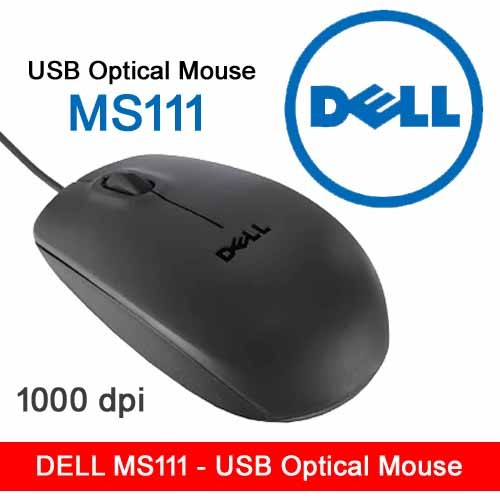 USB Optical Mouse
MS111
DELL
DELL
1000 dpi
DELL MS111 - USB Optical Mouse